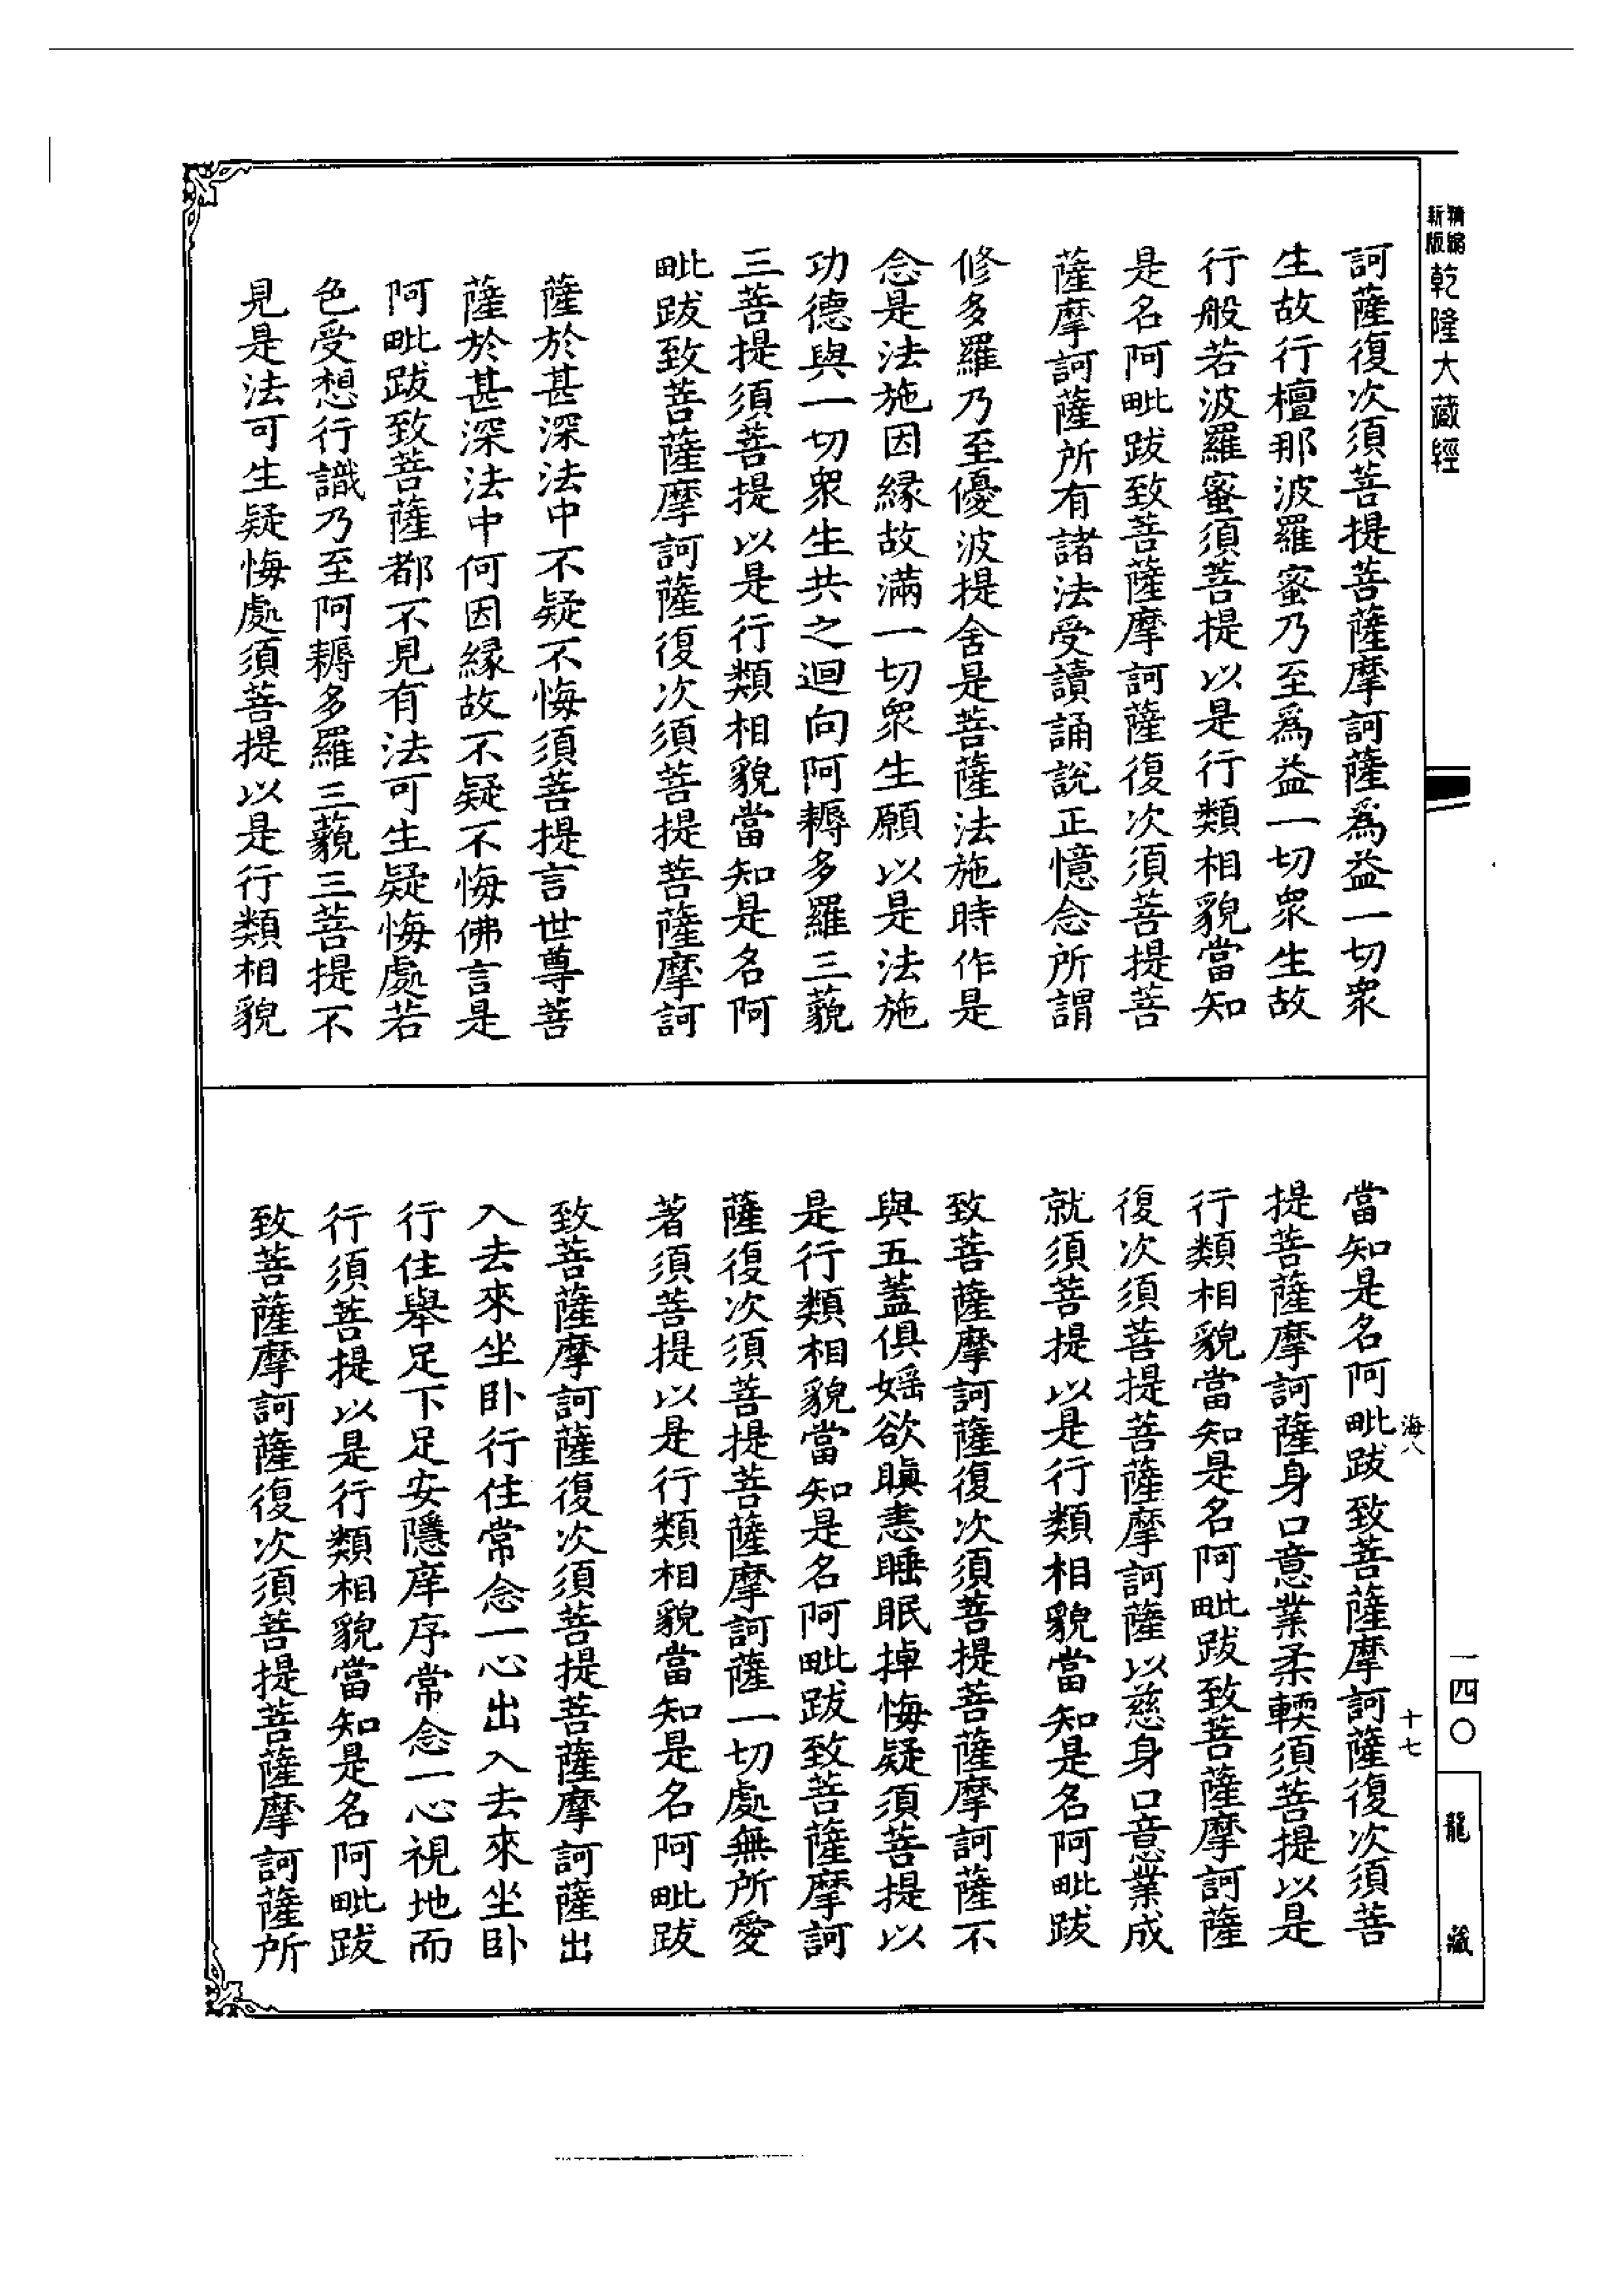 精縮新版
乾隆大藏經
訶薩復次須菩提菩薩摩訶薩爲益一切衆
生故行檀那波羅蜜乃至爲益一切衆生故
行般若波羅蜜須菩提以是行類相貌當知
是名阿毗跋致菩薩摩訶薩復次須菩提菩
薩摩訶薩所有諸法受讀誦說正憶念所謂
修多羅乃至優波提舍是菩薩法施時作是
念是法施因緣故滿一切衆生願以是法施
功德與一切衆生共之迴向阿耨多羅三藐
三菩提須菩提以是行類相貌當知是名阿
毗跋致菩薩摩訶薩復次須菩提菩薩摩訶
薩於甚深法中不疑不悔須菩提言世尊菩
薩於甚深法中何因緣故不疑不悔佛言是
阿毗跋致菩薩都不見有法可生疑悔處若
色受想行識乃至阿耨多羅三藐三菩提不
見是法可生疑悔處須菩提以是行類相貌
海八
十七
當知是名阿毗跋致菩薩摩訶薩復次須菩
提菩薩摩訶薩身口意業柔輭須菩提以是
行類相貌當知是名阿毗跋致菩薩摩訶薩
復次須菩提菩薩摩訶薩以慈身口意業成
就須菩提以是行類相貌當知是名阿毗跋
致菩薩摩訶薩復次須菩提菩薩摩訶薩不
與五蓋俱婬欲瞋恚睡眠掉悔疑須菩提以
是行類相貌當知是名阿毗跋致菩薩摩訶
薩復次須菩提菩薩摩訶薩一切處無所愛
著須菩提以是行類相貌當知是名阿毗跋
致菩薩摩訶薩復次須菩提菩薩摩訶薩出
入去來坐卧行住常念一心出入去來坐卧
行住舉足下足安隱庠序常念一心視地而
行須菩提以是行類相貌當知是名阿毗跋
致菩薩摩訶薩復次須菩提菩薩摩訶薩所
一四〇
龍藏